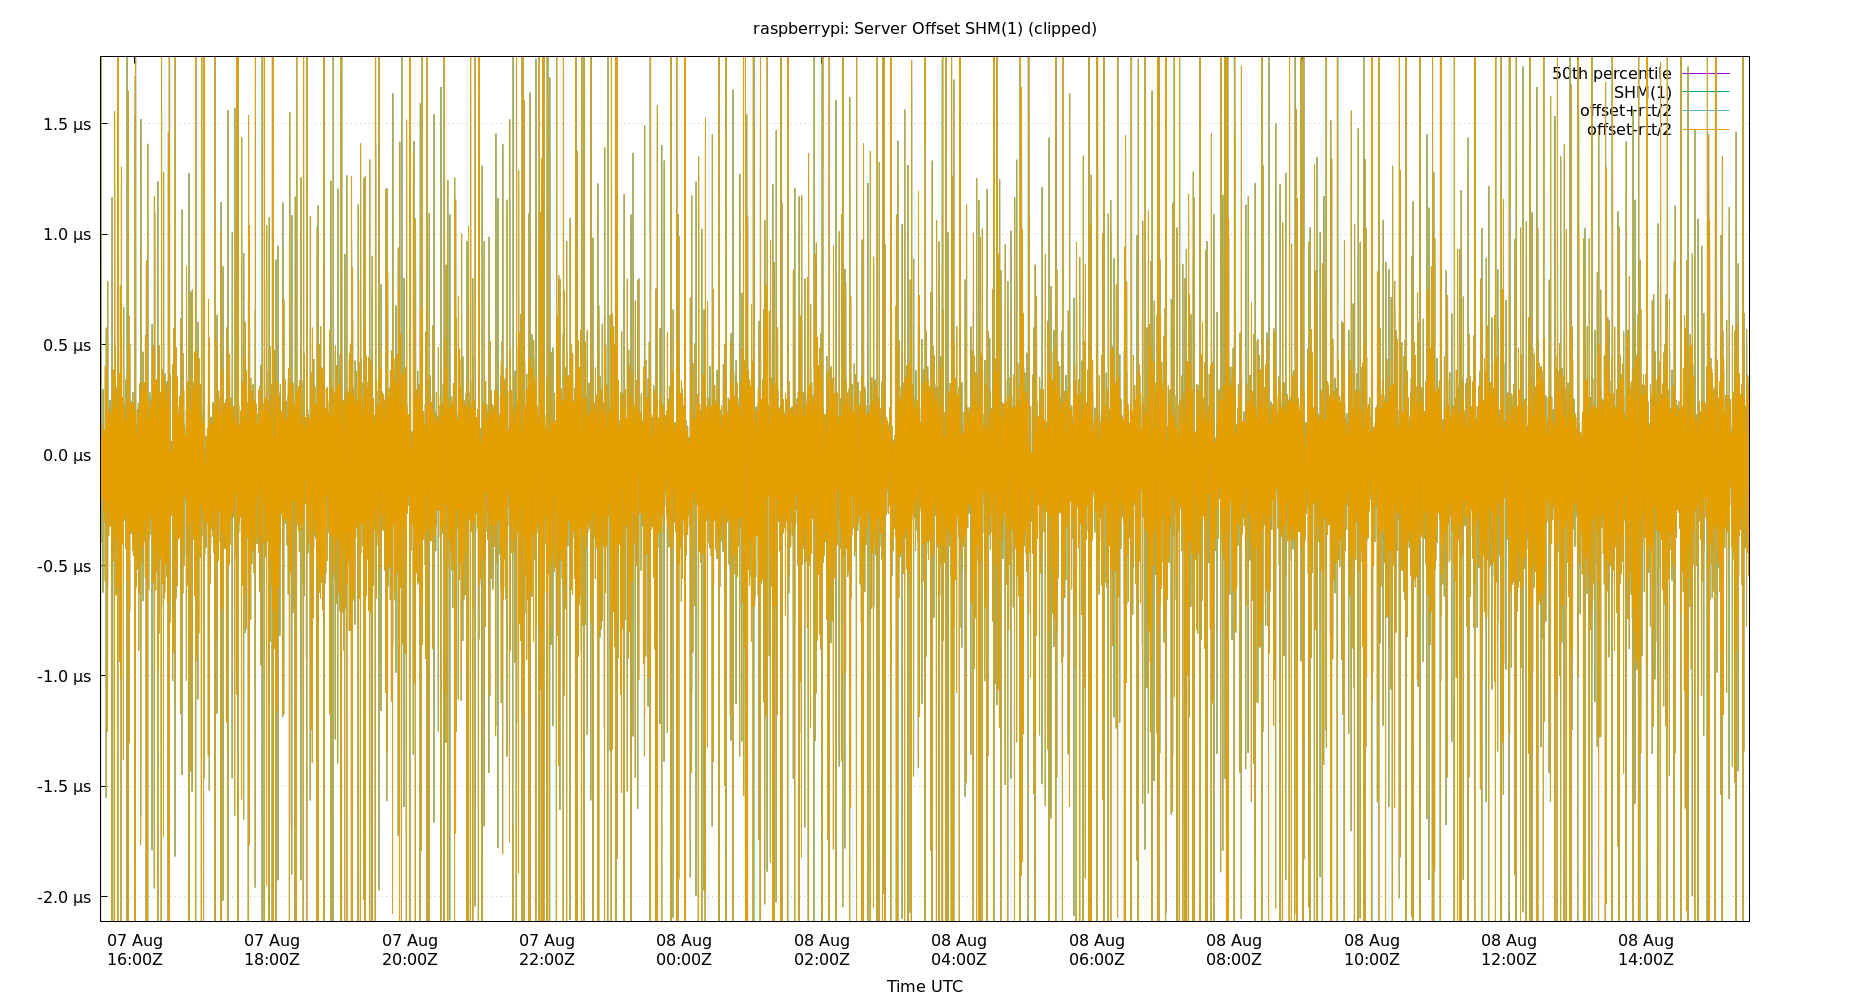 raspberrypi: Server Offset SHM(1) (clipped)
50th percentile
SHM(1)
offset+rtt/2
offset-rtt/2
1.5 µs
1.0 µs
0.5 µs
0.0 µs
-0.5 µs
-1.0 µs
-1.5 µs
-2.0 µs
07 Aug 07 Aug 07 Aug 07 Aug 08 Aug 08 Aug 08 Aug 08 Aug 08 Aug 08 Aug 08 Aug 08 Aug
16:00Z 18:00Z 20:00Z 22:00Z 00:00Z 02:00Z 04:00Z 06:00Z 08:00Z 10:00Z 12:00Z 14:00Z
Time UTC